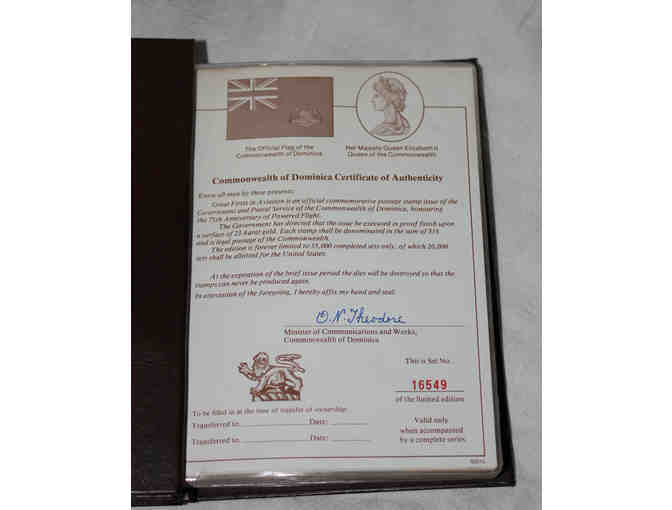 The Official Flag of the
Commonwealth of Dominica
Her Majesty Queen Elizabeth II
Queen of the Commonwealth
Commonwealth of Dominica Certificate of Authenticity
Know all men by these presents:
Great Firsts in Aviation is an official commemorative postage stamp issue of the
Government and Postal Service of the Commonwealth of Dominica, honouring
the 75th Anniversary of Powered Flight.
The Government has directed that the issue be executed in proof finish upon
a surface of 23 karat gold. Each stamp shall be denominated in the sum of $16
and is legal postage of the Commonwealth.
The edition is forever limited to 35,000 completed sets only, of which 20,000
sets shall be allotted for the United States.
At the expiration of the brief issue period the dies will be destroyed so that the
stamps can never be produced again.
In attestation of the foregoing, I hereby affix my hand and seal.
O.N. Theodore
Minister of Communications and Works,
Commonwealth of Dominica
This is Set No.
16549
of the limited edition
To be filled in at the time of transfer of ownership.
Transferred to Date:
Transferred to Date:
Valid only
when accompanied
by a complete series.